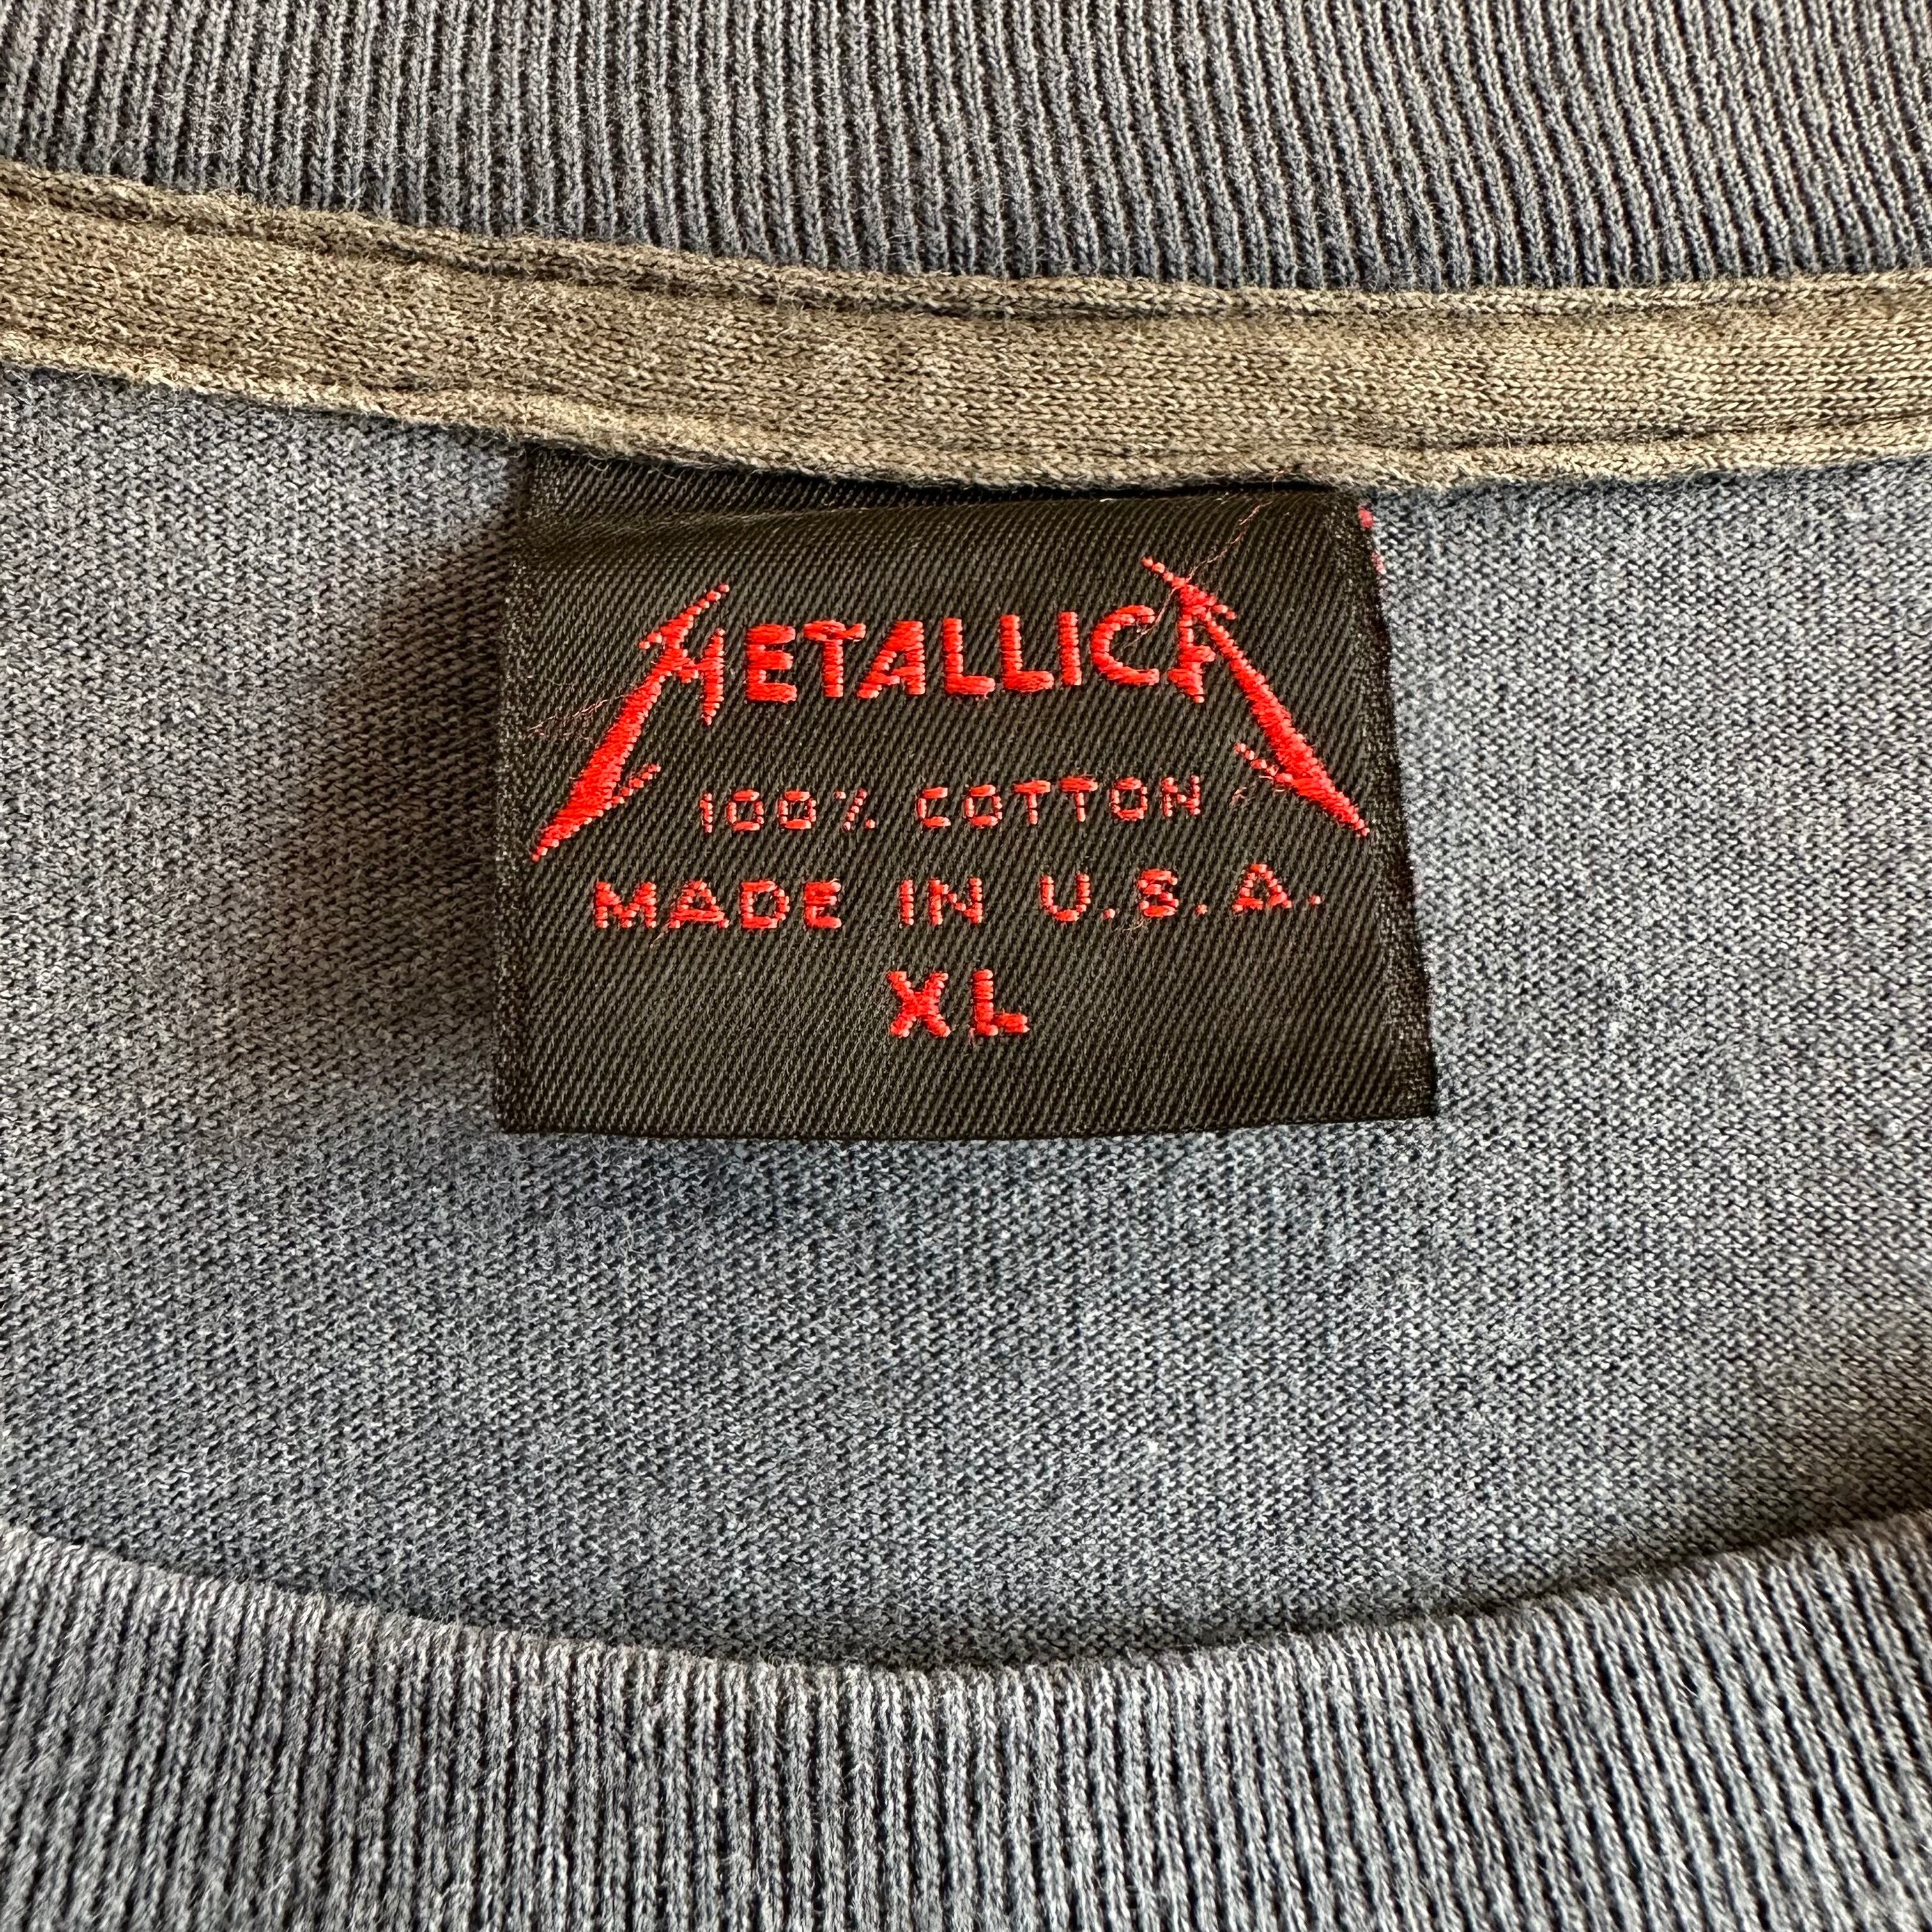 METALLICA
100% COTTON
MADE IN U.S.A.
XL